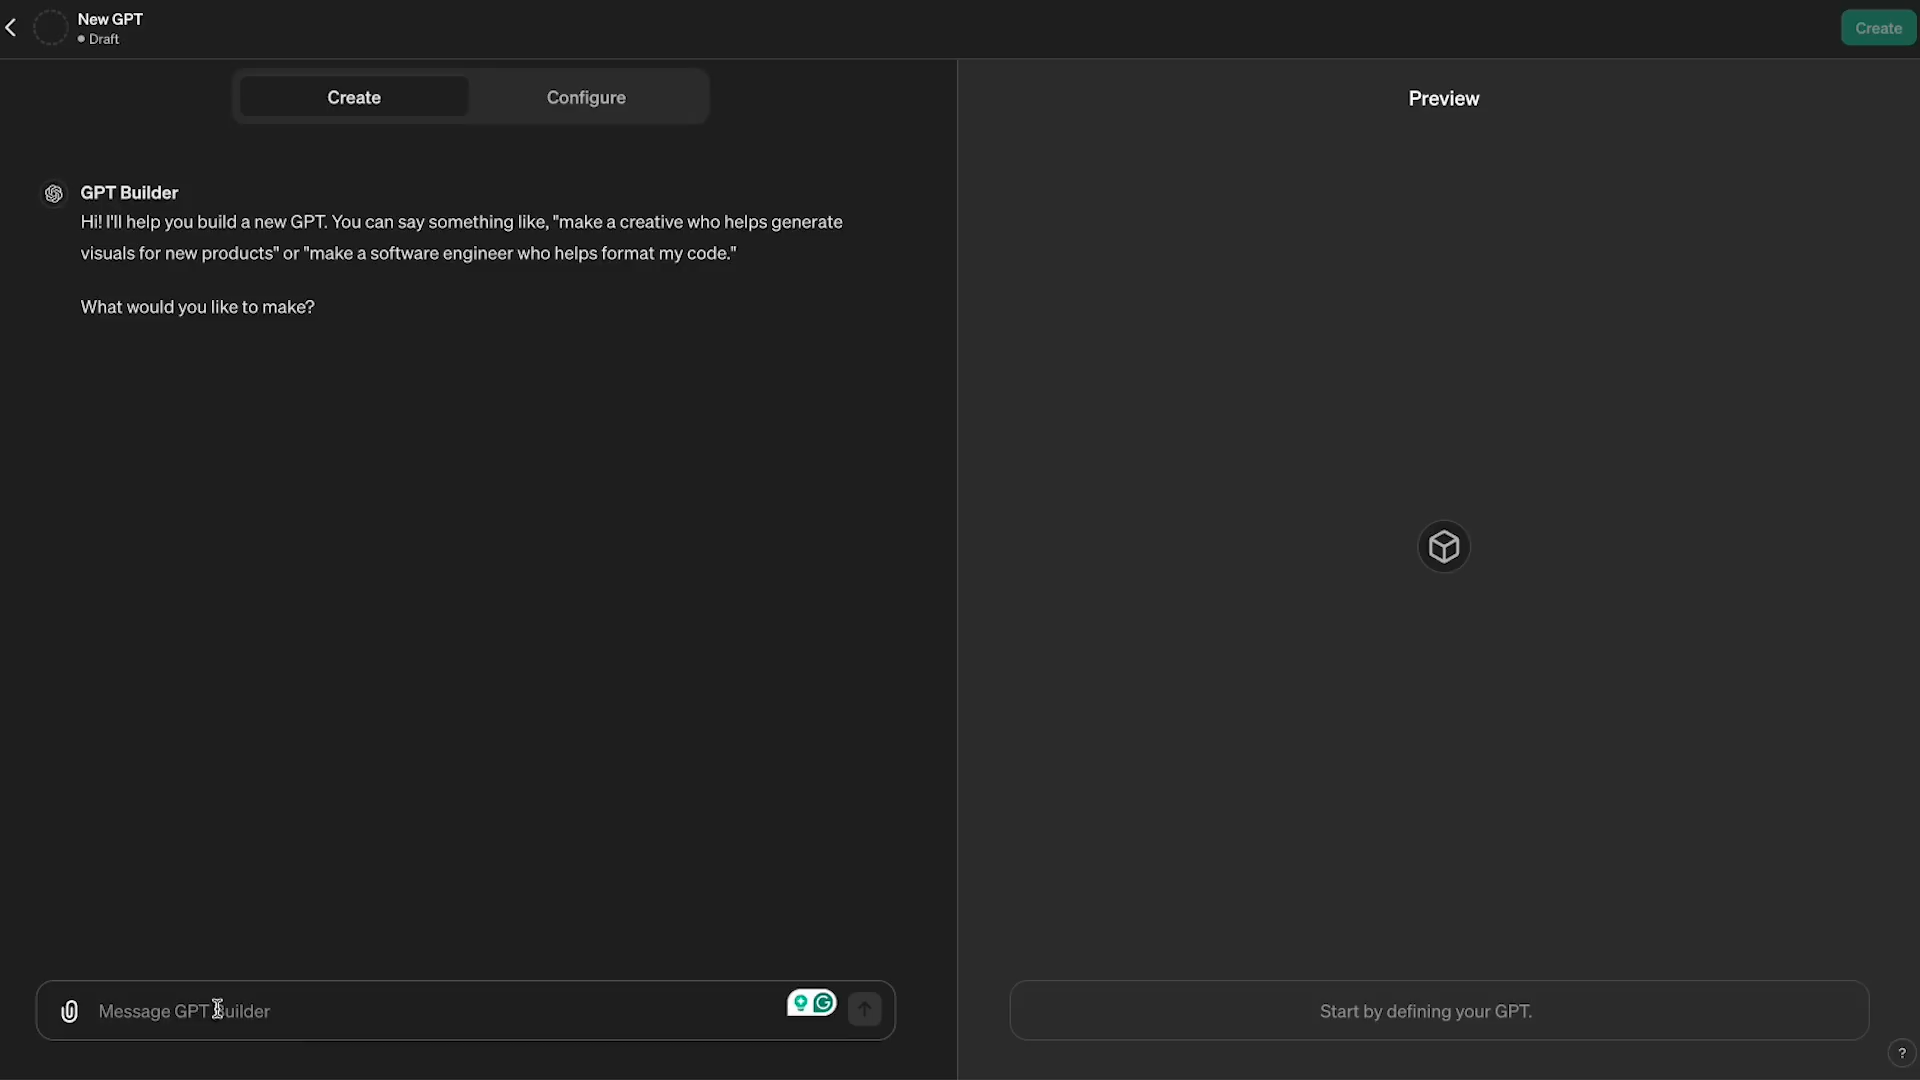 New GPT
Draft
Create
Create
Configure
Preview
GPT Builder
Hi! I'll help you build a new GPT. You can say something like, "make a creative who helps generate
visuals for new products" or "make a software engineer who helps format my code."
What would you like to make?
Message GPT Builder
Start by defining your GPT.
?